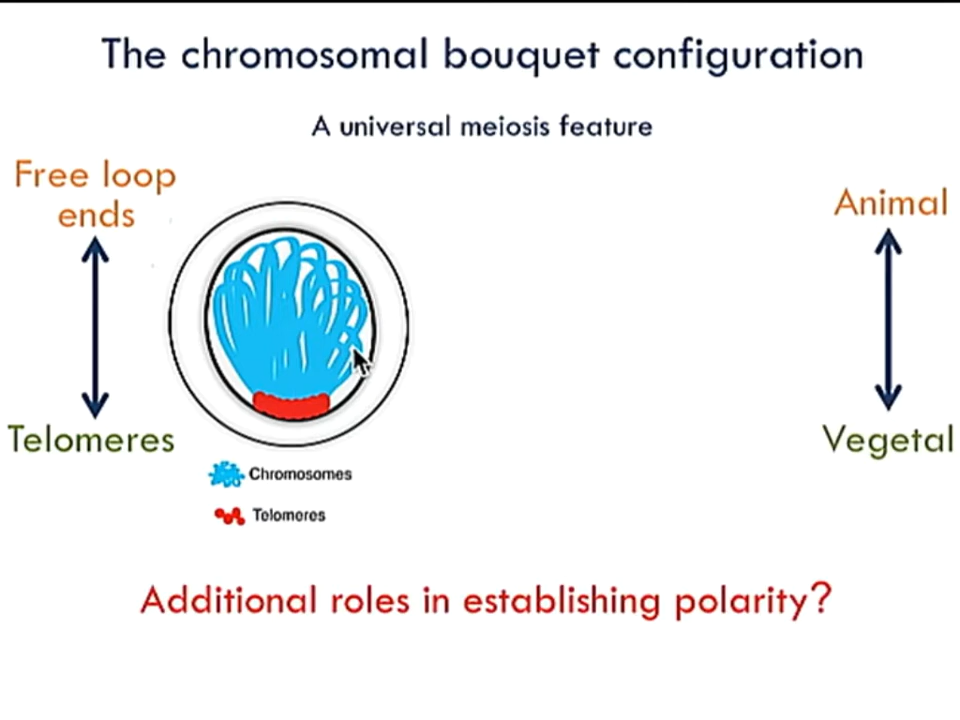 The chromosomal bouquet configuration
A universal meiosis feature
Free loop
ends
Animal
Telomeres
Vegetal
Chromosomes
Telomeres
Additional roles in establishing polarity?